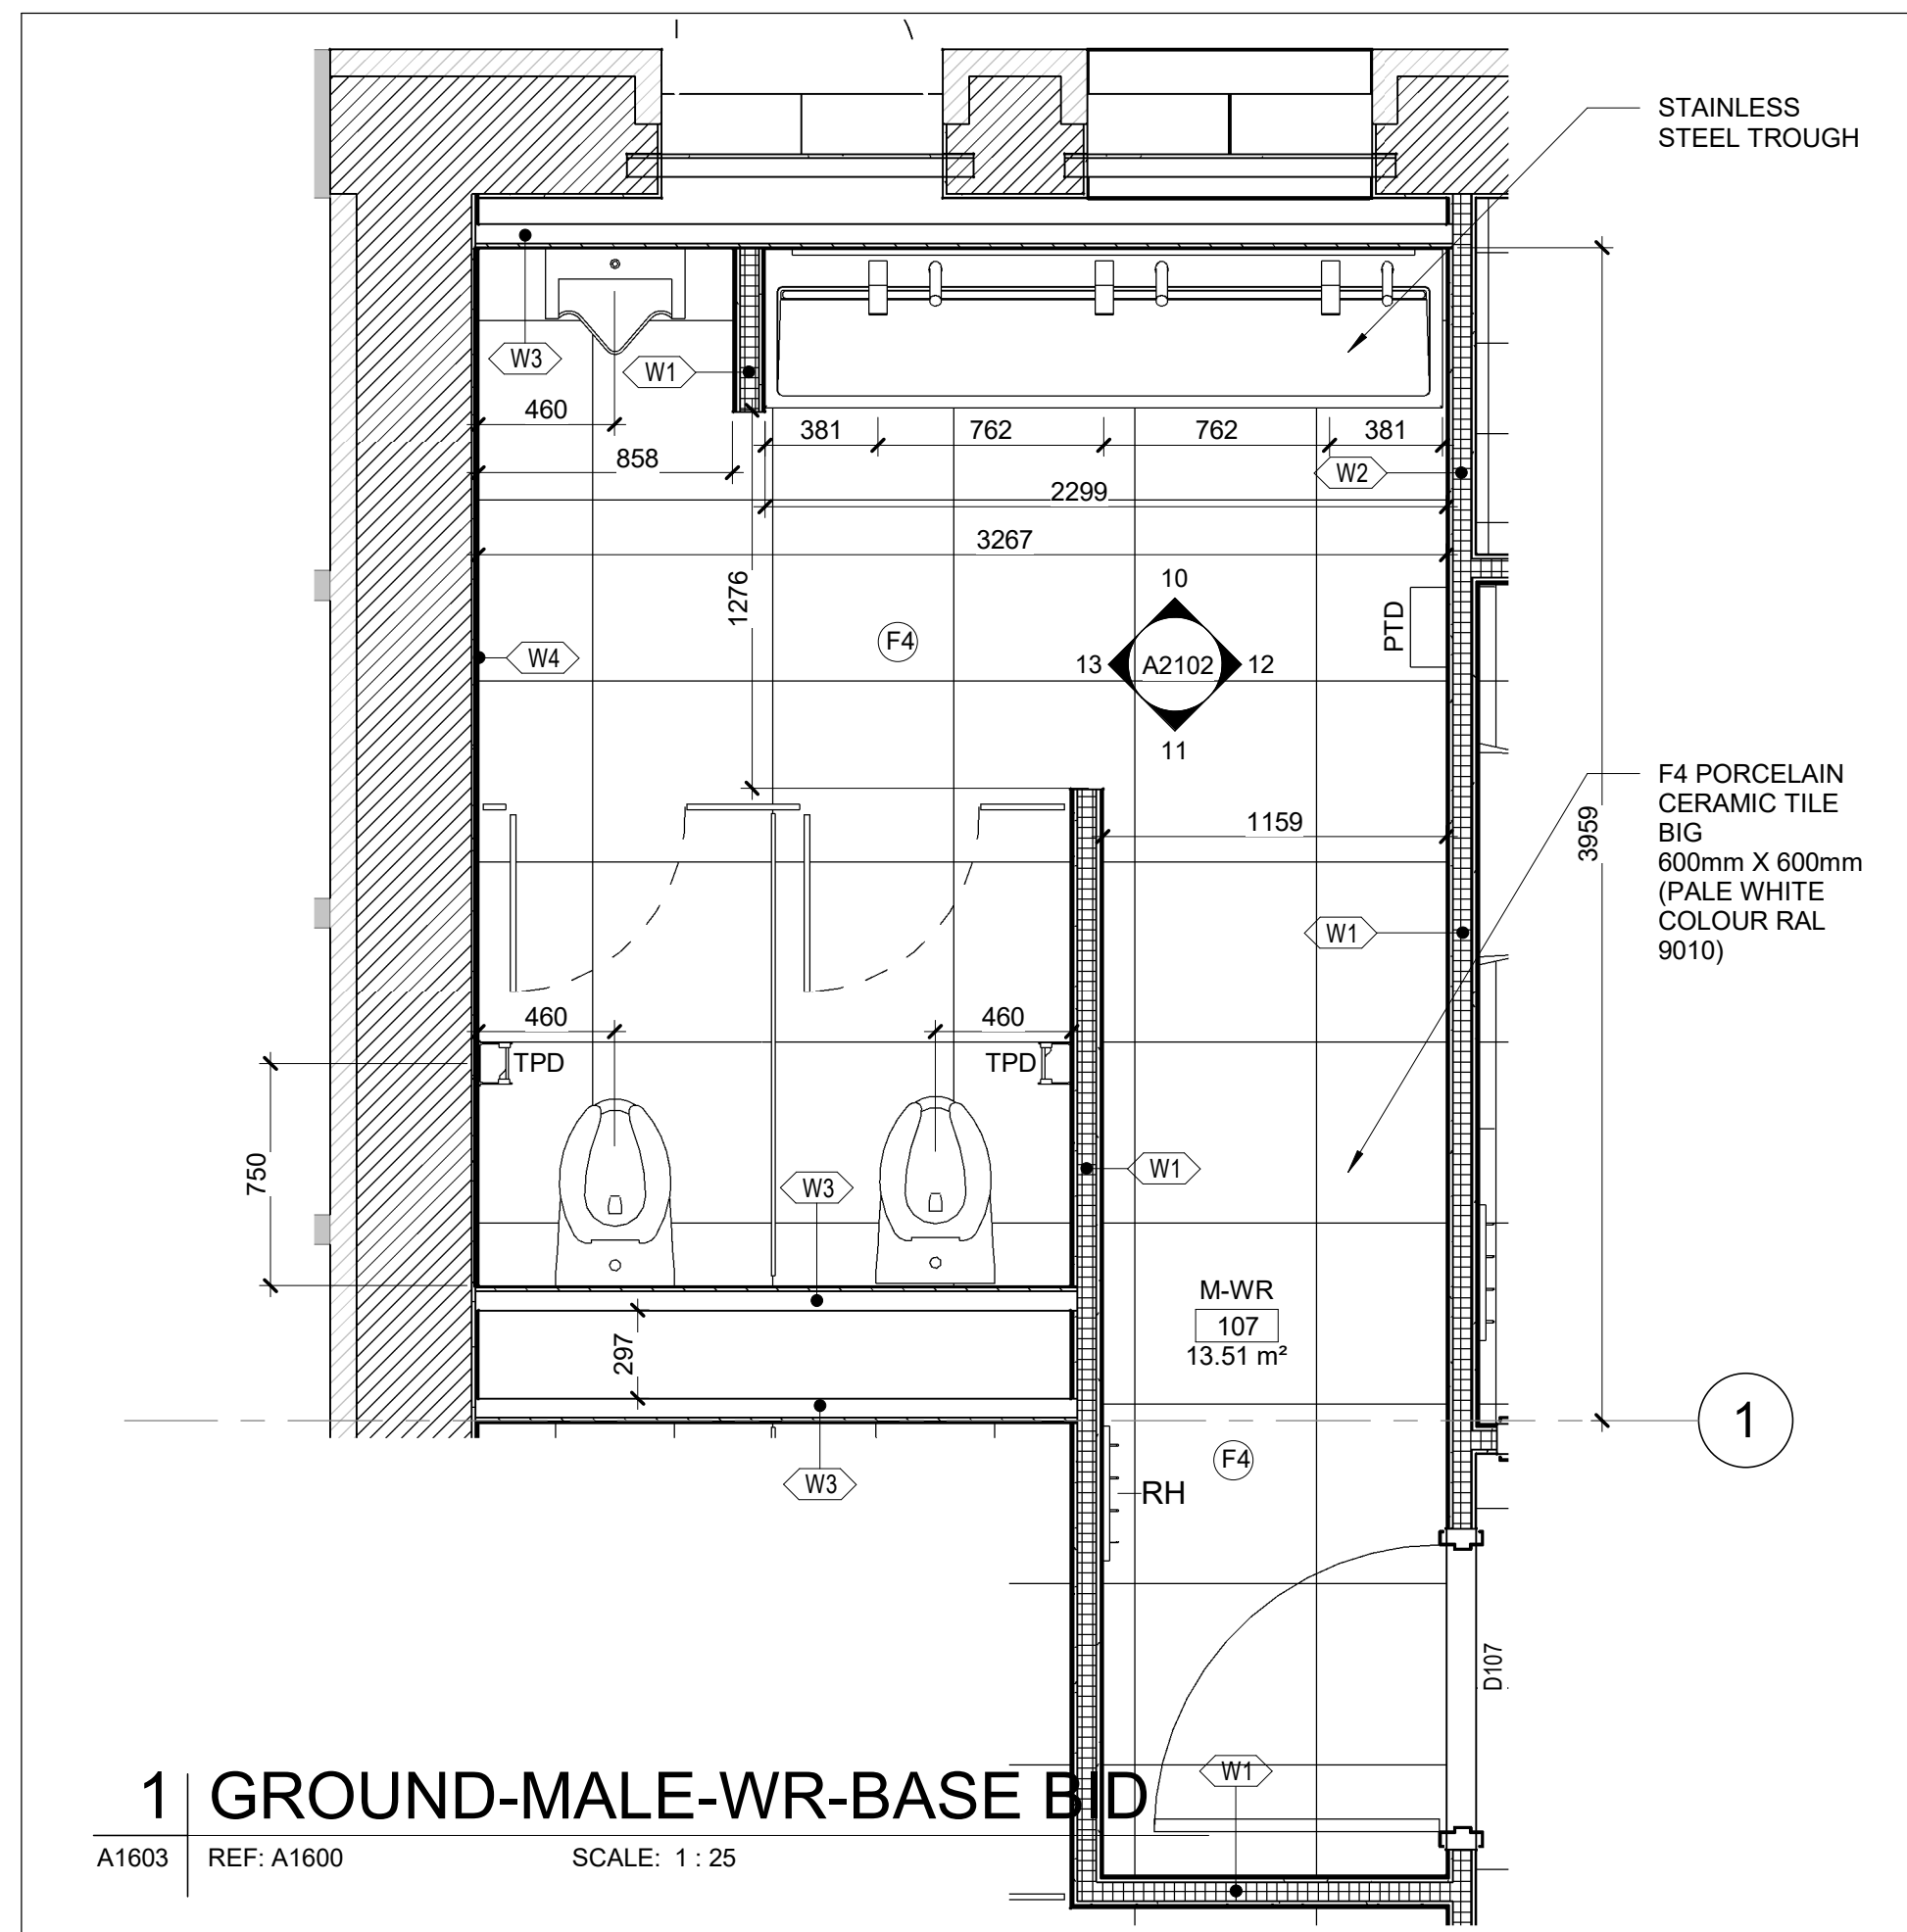 STAINLESS
STEEL TROUGH
W3
W1
460
381
762
762
381
858
W2
2299
3267
1276
10
F4
PTD
W4
13
A2102
12
11
F4 PORCELAIN
CERAMIC TILE
BIG
600mm X 600mm
(PALE WHITE
COLOUR RAL
9010)
1159
3959
W1
460
460
TPD
TPD
750
W1
W3
M-WR
107
13.51 m²
297
1
F4
W3
RH
D107
W1
1 GROUND-MALE-WR-BASE BID
A1603 REF: A1600 SCALE: 1 : 25